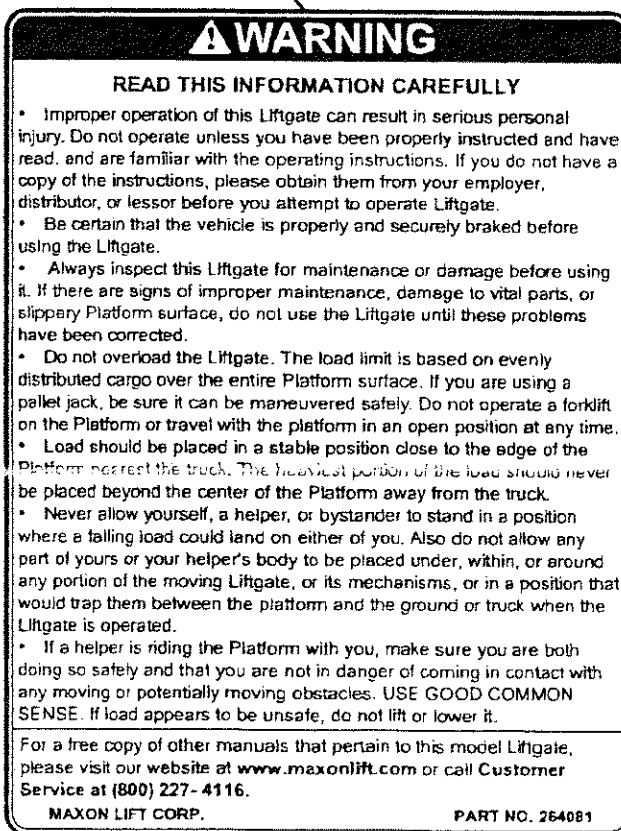 WARNING
READ THIS INFORMATION CAREFULLY
• Improper operation of this Liftgate can result in serious personal
injury. Do not operate unless you have been properly instructed and have
read, and are familiar with the operating instructions. If you do not have a
copy of the instructions, please obtain them from your employer,
distributor, or lessor before you attempt to operate Liftgate.
• Be certain that the vehicle is properly and securely braked before
using the Liftgate.
• Always inspect this Liftgate for maintenance or damage before using
it. If there are signs of improper maintenance, damage to vital parts, or
slippery Platform surface, do not use the Liftgate until these problems
have been corrected.
• Do not overload the Liftgate. The load limit is based on evenly
distributed cargo over the entire Platform surface. If you are using a
pallet jack, be sure it can be maneuvered safely. Do not operate a forklift
on the Platform or travel with the platform in an open position at any time.
• Load should be placed in a stable position close to the edge of the
Platform nearest the truck. The heaviest portion of the load should never
be placed beyond the center of the Platform away from the truck.
• Never allow yourself, a helper, or bystander to stand in a position
where a falling load could land on either of you. Also do not allow any
part of yours or your helper's body to be placed under, within, or around
any portion of the moving Liftgate, or its mechanisms, or in a position that
would trap them between the platform and the ground or truck when the
Liftgate is operated.
• If a helper is riding the Platform with you, make sure you are both
doing so safely and that you are not in danger of coming in contact with
any moving or potentially moving obstacles. USE GOOD COMMON
SENSE. If load appears to be unsafe, do not lift or lower it.
For a free copy of other manuals that pertain to this model Liftgate,
please visit our website at www.maxonlift.com or call Customer
Service at (800) 227-4116.
MAXON LIFT CORP. PART NO. 264081